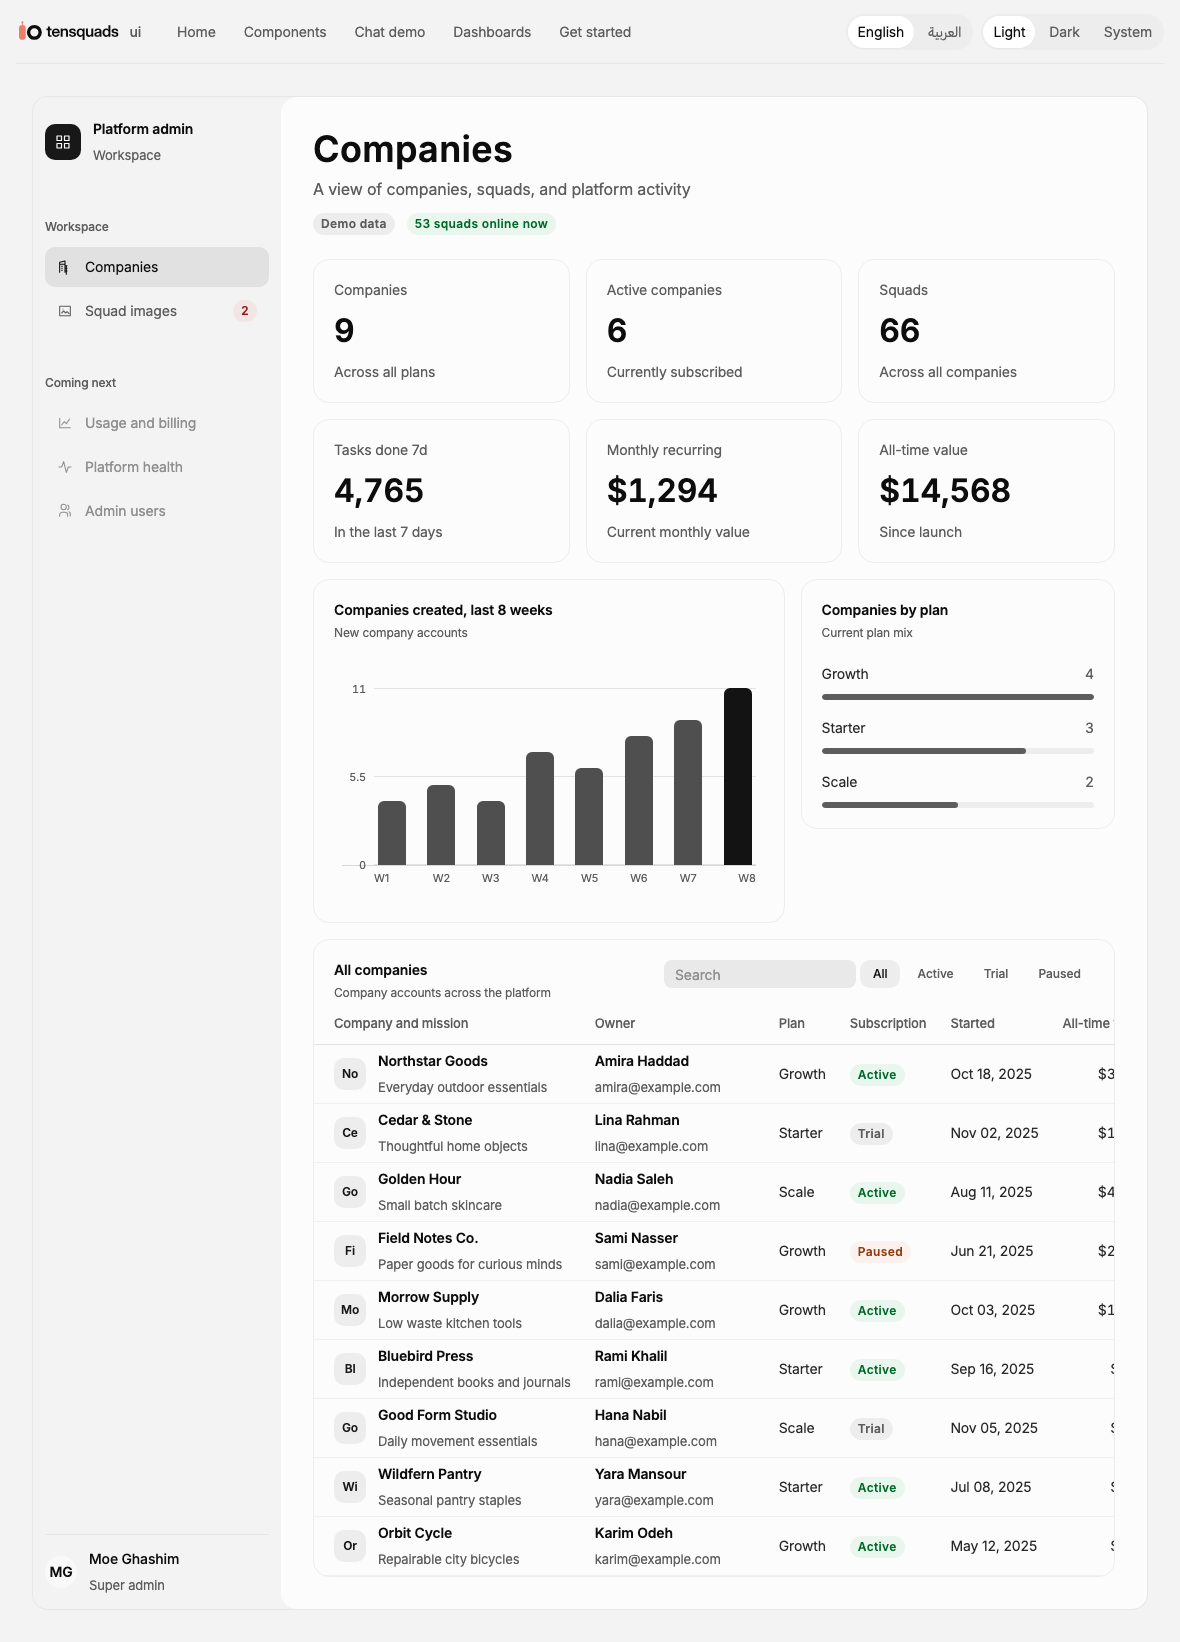 tensquads ui
Home
Components
Chat demo
Dashboards
Get started
English
العربية
Light
Dark
System
Platform admin
Workspace
Workspace
Companies
Squad images 2
Coming next
Usage and billing
Platform health
Admin users
MG
Moe Ghashim
Super admin
Companies
A view of companies, squads, and platform activity
Demo data
53 squads online now
Companies
9
Across all plans
Active companies
6
Currently subscribed
Squads
66
Across all companies
Tasks done 7d
4,765
In the last 7 days
Monthly recurring
$1,294
Current monthly value
All-time value
$14,568
Since launch
Companies created, last 8 weeks
New company accounts
11
5.5
0
W1 W2 W3 W4 W5 W6 W7 W8
Companies by plan
Current plan mix
Growth 4
Starter 3
Scale 2
All companies
Company accounts across the platform
Search
All
Active
Trial
Paused
Company and mission Owner Plan Subscription Started All-time
No Northstar Goods Amira Haddad Growth Active Oct 18, 2025 $3
Everyday outdoor essentials amira@example.com
Ce Cedar & Stone Lina Rahman Starter Trial Nov 02, 2025 $1
Thoughtful home objects lina@example.com
Go Golden Hour Nadia Saleh Scale Active Aug 11, 2025 $4
Small batch skincare nadia@example.com
Fi Field Notes Co. Sami Nasser Growth Paused Jun 21, 2025 $2
Paper goods for curious minds sami@example.com
Mo Morrow Supply Dalia Faris Growth Active Oct 03, 2025 $1
Low waste kitchen tools dalia@example.com
Bl Bluebird Press Rami Khalil Starter Active Sep 16, 2025
Independent books and journals rami@example.com
Go Good Form Studio Hana Nabil Scale Trial Nov 05, 2025
Daily movement essentials hana@example.com
Wi Wildfern Pantry Yara Mansour Starter Active Jul 08, 2025
Seasonal pantry staples yara@example.com
Or Orbit Cycle Karim Odeh Growth Active May 12, 2025
Repairable city bicycles karim@example.com